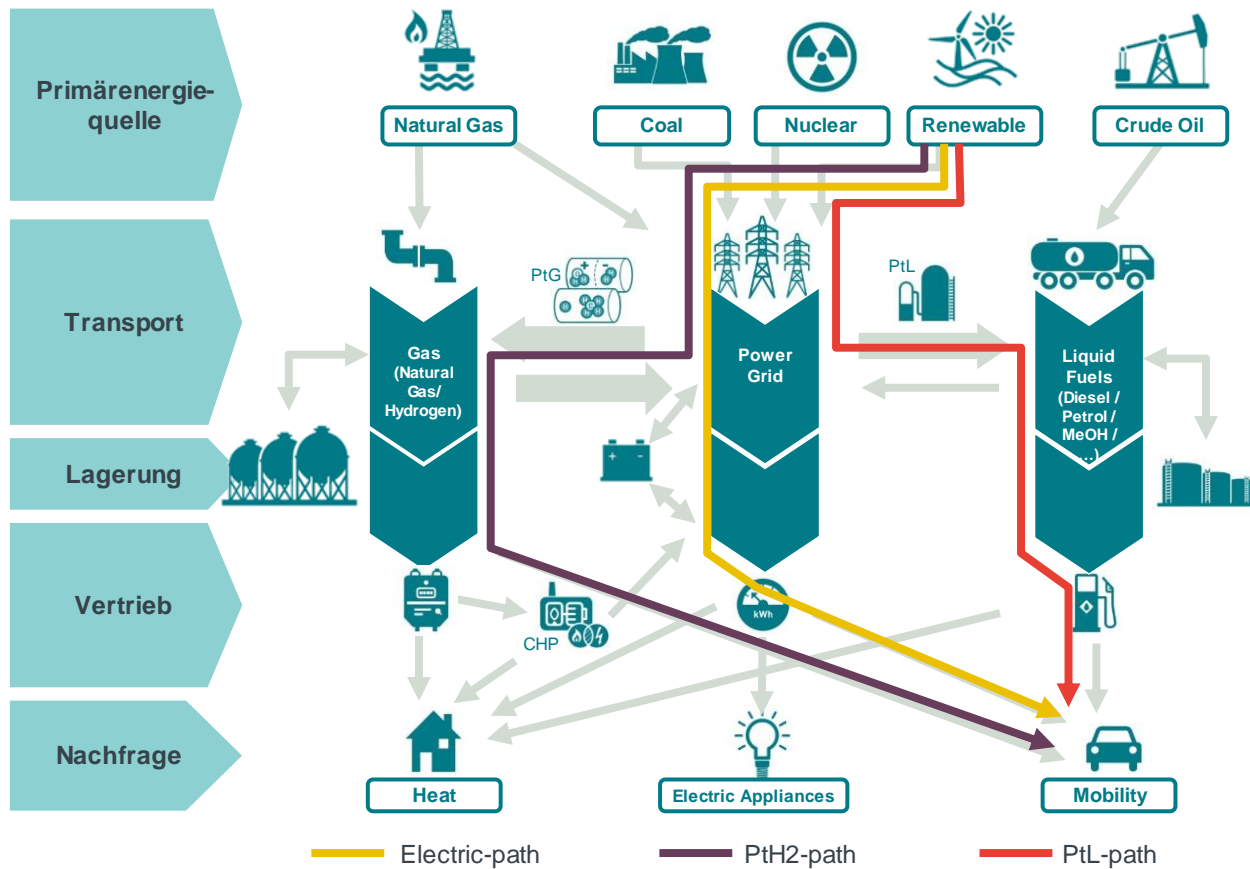 Primärenergie-
quelle
Natural Gas
Coal
Nuclear
Renewable
Crude Oil
Transport
PtG
PtL
Gas
(Natural
Gas/
Hydrogen)
Power
Grid
Liquid
Fuels
(Diesel /
Petrol /
MeOH /
...)
Lagerung
Vertrieb
kWh
CHP
Nachfrage
Heat
Electric Appliances
Mobility
Electric-path
PtH2-path
PtL-path